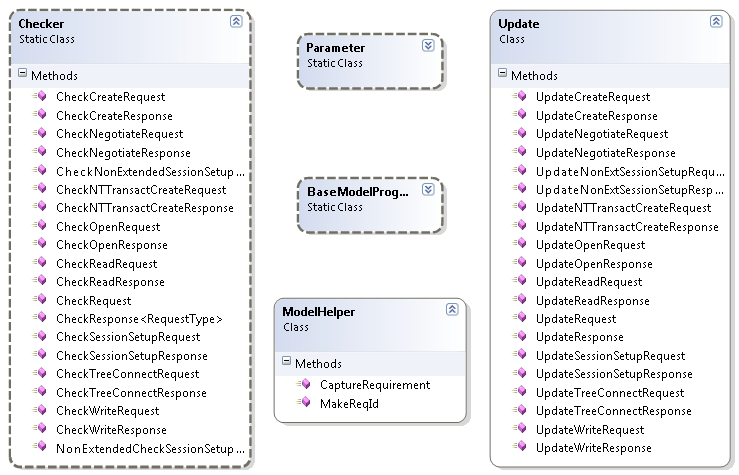 Checker
Static Class
Methods
CheckCreateRequest
CheckCreateResponse
CheckNegotiateRequest
CheckNegotiateResponse
CheckNonExtendedSessionSetup ...
CheckNTTransactCreateRequest
CheckNTTransactCreateResponse
CheckOpenRequest
CheckOpenResponse
CheckReadRequest
CheckReadResponse
CheckRequest
CheckResponse<RequestType>
CheckSessionSetupRequest
CheckSessionSetupResponse
CheckTreeConnectRequest
CheckTreeConnectResponse
CheckWriteRequest
CheckWriteResponse
NonExtendedCheckSessionSetup ...
Parameter
Static Class
BaseModelProg...
Static Class
ModelHelper
Class
Methods
CaptureRequirement
MakeReqId
Update
Class
Methods
UpdateCreateRequest
UpdateCreateResponse
UpdateNegotiateRequest
UpdateNegotiateResponse
UpdateNonExtSessionSetupRequ...
UpdateNonExtSessionSetupResp ...
UpdateNTTransactCreateRequest
UpdateNTTransactCreateResponse
UpdateOpenRequest
UpdateOpenResponse
UpdateReadRequest
UpdateReadResponse
UpdateRequest
UpdateResponse
UpdateSessionSetupRequest
UpdateSessionSetupResponse
UpdateTreeConnectRequest
UpdateTreeConnectResponse
UpdateWriteRequest
UpdateWriteResponse